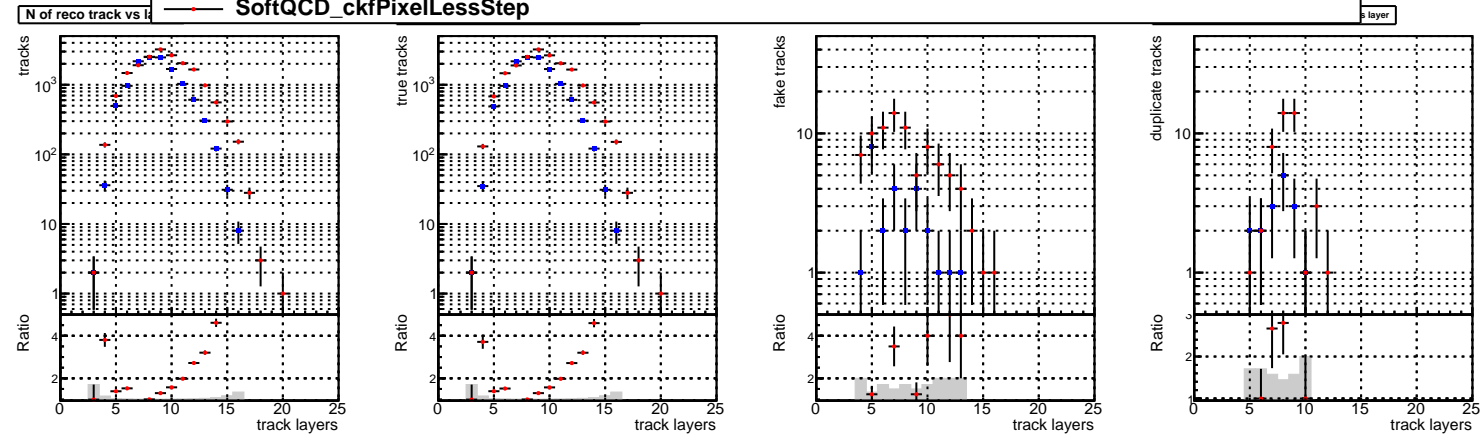 SoftQCD_ckfPixelLessStep
N of reco track vs la
s layer
tracks
10³
10²
10
1
Ratio
4
2
0 5 10 15 20 25
track layers
true tracks
10³
10²
10
1
Ratio
4
2
0 5 10 15 20 25
track layers
fake tracks
10
1
Ratio
4
2
0 5 10 15 20 25
track layers
duplicate tracks
10
1
Ratio
3
2
1
0 5 10 15 20 25
track layers